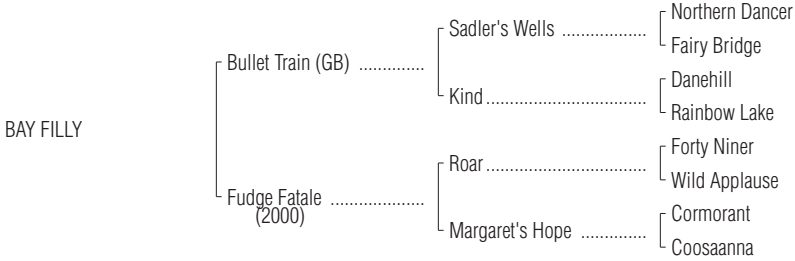 Northern Dancer
Sadler's Wells ..................
Fairy Bridge
Bullet Train (GB) ..............
Danehill
Kind ..................................
Rainbow Lake
BAY FILLY
Forty Niner
Roar ..................................
Wild Applause
Fudge Fatale ....................
(2000)
Cormorant
Margaret's Hope ..............
Coosaanna